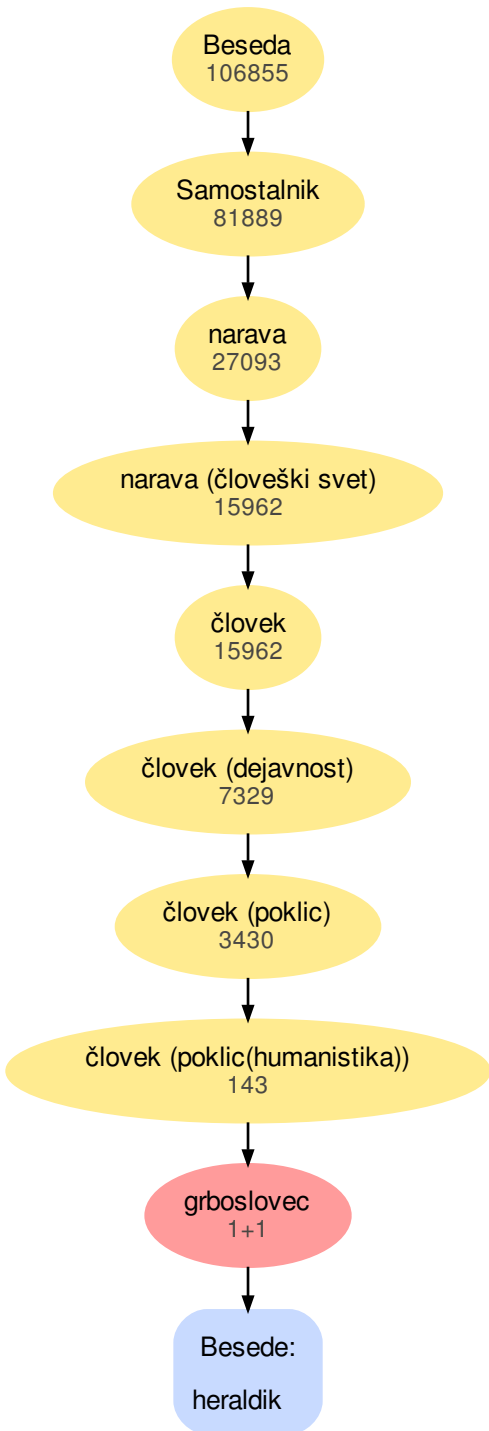 Beseda
106855
Samostalnik
81889
narava
27093
narava (človeški svet)
15962
človek
15962
človek (dejavnost)
7329
človek (poklic)
3430
človek (poklic(humanistika))
143
grboslovec
1+1
Besede:
heraldik